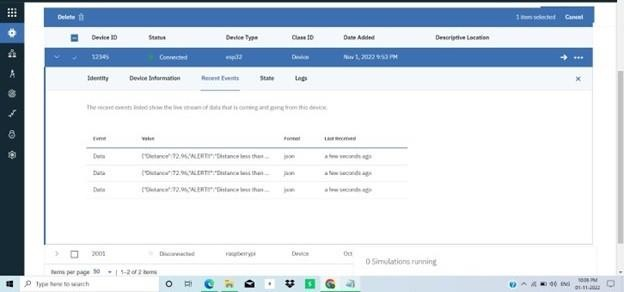 Delete 1 item selected Cancel
Device ID Status Device Type Class ID Date Added Descriptive Location
12345 Connected esp32 Device Nov 1, 2022 9:53 PM
Identity Device Information Recent Events State Logs
The recent events listed show the live stream of data that is coming and going from this device.
Event Value Format Last Received
Data {"Distance":72.96,"ALERT!!":"Distance less than ... json a few seconds ago
Data {"Distance":72.96,"ALERT!!":"Distance less than ... json a few seconds ago
Data {"Distance":72.96,"ALERT!!":"Distance less than ... json a few seconds ago
2001 Disconnected raspberrypi Device Oct
0 Simulations running
Items per page 50 | 1–2 of 2 items
Type here to search
ENG
10:06 PM
01-11-2022